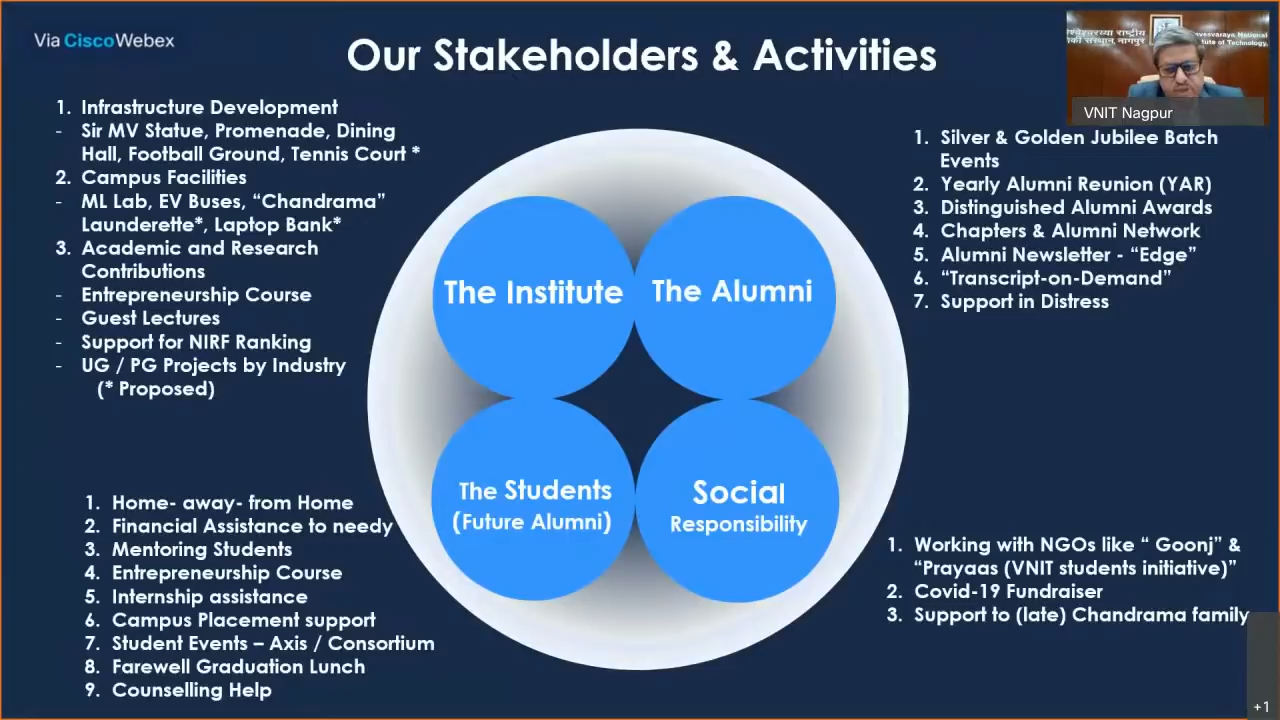 Via CiscoWebex
Our Stakeholders & Activities
राष्ट्रीय
संस्थान, नागपुर
National
of Technology,
VNIT Nagpur
1. Infrastructure Development
- Sir MV Statue, Promenade, Dining
Hall, Football Ground, Tennis Court *
2. Campus Facilities
- ML Lab, EV Buses, “Chandrama”
Launderette*, Laptop Bank*
3. Academic and Research
Contributions
- Entrepreneurship Course
- Guest Lectures
- Support for NIRF Ranking
- UG / PG Projects by Industry
(* Proposed)
The Institute
The Alumni
1. Silver & Golden Jubilee Batch
Events
2. Yearly Alumni Reunion (YAR)
3. Distinguished Alumni Awards
4. Chapters & Alumni Network
5. Alumni Newsletter - “Edge”
6. “Transcript-on-Demand”
7. Support in Distress
1. Home- away- from Home
2. Financial Assistance to needy
3. Mentoring Students
4. Entrepreneurship Course
5. Internship assistance
6. Campus Placement support
7. Student Events – Axis / Consortium
8. Farewell Graduation Lunch
9. Counselling Help
The Students
(Future Alumni)
Social
Responsibility
1. Working with NGOs like “ Goonj” &
“Prayaas (VNIT students initiative)”
2. Covid-19 Fundraiser
3. Support to (late) Chandrama family
+1